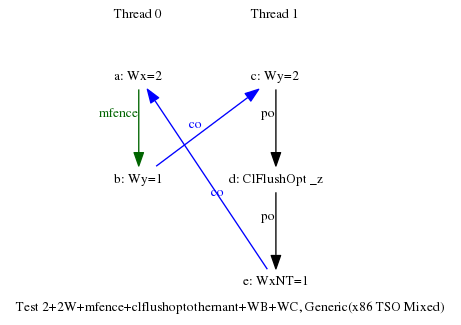 Thread 0 Thread 1
a: Wx=2 c: Wy=2
mfence po
co
b: Wy=1 d: ClFlushOpt _z
co
po
e: WxNT=1
Test 2+2W+mfence+clflushoptothernant+WB+WC, Generic(x86 TSO Mixed)